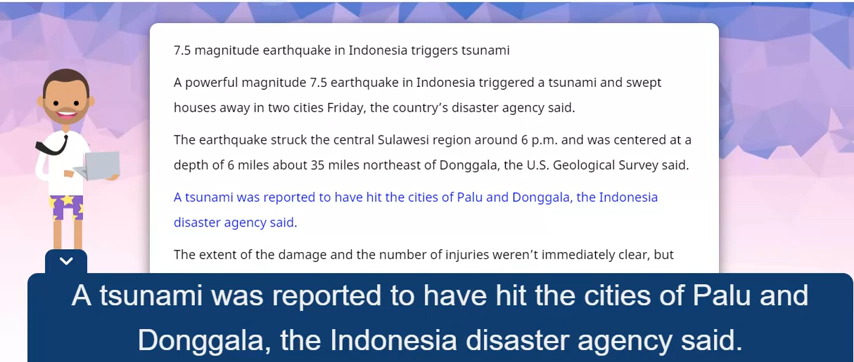 7.5 magnitude earthquake in Indonesia triggers tsunami
A powerful magnitude 7.5 earthquake in Indonesia triggered a tsunami and swept
houses away in two cities Friday, the country’s disaster agency said.
The earthquake struck the central Sulawesi region around 6 p.m. and was centered at a
depth of 6 miles about 35 miles northeast of Donggala, the U.S. Geological Survey said.
A tsunami was reported to have hit the cities of Palu and Donggala, the Indonesia
disaster agency said.
The extent of the damage and the number of injuries weren’t immediately clear, but
A tsunami was reported to have hit the cities of Palu and
Donggala, the Indonesia disaster agency said.